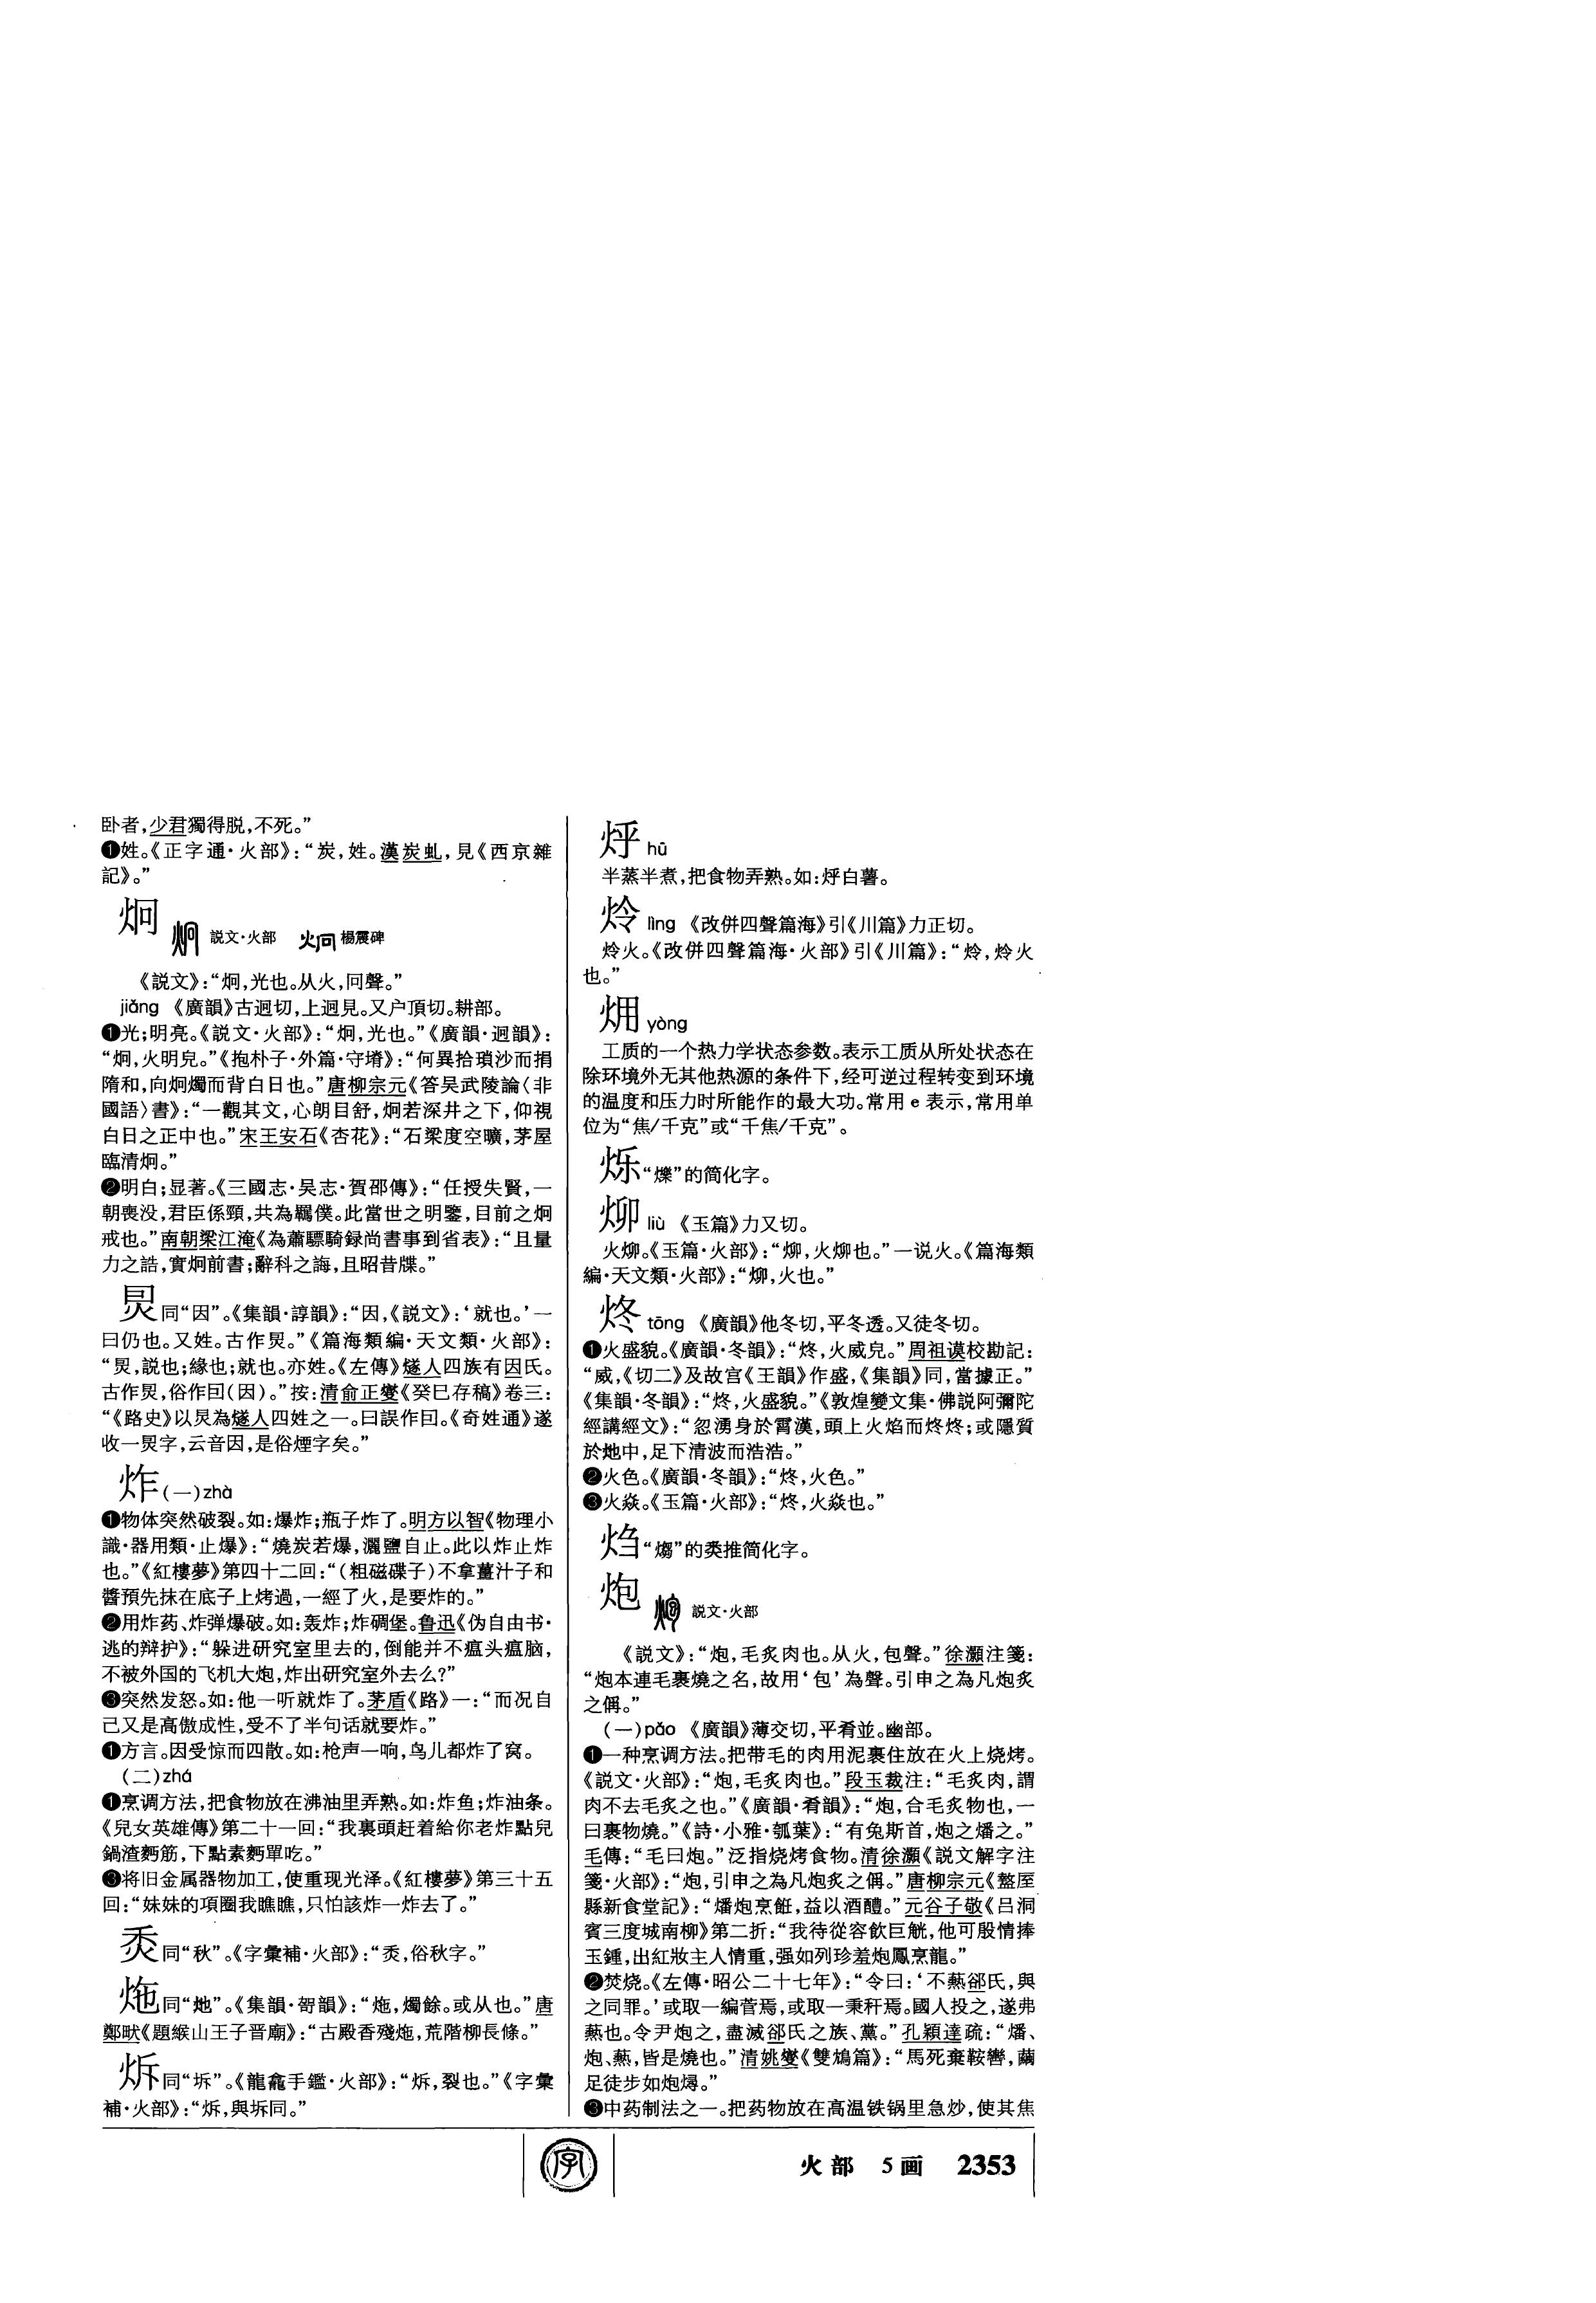 卧者，少君獨得脱，不死。”
❶姓。《正字通·火部》：“炭，姓。漢炭虬，見《西京雜
記》。”
炯
説文·火部　楊震碑
《説文》：“炯，光也。从火，冋聲。”
jiǎng 《廣韻》古迥切，上迥見。又户頂切。耕部。
❶光；明亮。《説文·火部》：“炯，光也。”《廣韻·迥韻》：
“炯，火明皃。”《抱朴子·外篇·守塉》：“何異拾瑣沙而捐
隋和，向炯燭而背白日也。”唐柳宗元《答吴武陵論〈非
國語〉書》：“一觀其文，心朗目舒，炯若深井之下，仰視
白日之正中也。”宋王安石《杏花》：“石梁度空曠，茅屋
臨清炯。”
❷明白；显著。《三國志·吴志·賀邵傳》：“任授失賢，一
朝喪没，君臣係頸，共為羈僕。此當世之明鑒，目前之炯
戒也。”南朝梁江淹《為蕭驃騎録尚書事到省表》：“且量
力之誥，實炯前書；辭科之誨，且昭昔牒。”
炅同“因”。《集韻·諄韻》：“因，《説文》：‘就也。’一
曰仍也。又姓。古作炅。”《篇海類編·天文類·火部》：
“炅，説也；緣也；就也。亦姓。《左傳》燧人四族有因氏。
古作炅，俗作囙（因）。”按：清俞正燮《癸巳存稿》卷三：
“《路史》以炅為燧人四姓之一。曰誤作囙。《奇姓通》遂
收一炅字，云音因，是俗煙字矣。”
炸（一）zhà
❶物体突然破裂。如：爆炸；瓶子炸了。明方以智《物理小
識·器用類·止爆》：“燒炭若爆，灑鹽自止。此以炸止炸
也。”《紅樓夢》第四十二回：“（粗磁碟子）不拿薑汁子和
醬預先抹在底子上烤過，一經了火，是要炸的。”
❷用炸药、炸弹爆破。如：轰炸；炸碉堡。鲁迅《伪自由书·
逃的辩护》：“躲进研究室里去的，倒能并不瘟头瘟脑，
不被外国的飞机大炮，炸出研究室外去么？”
❸突然发怒。如：他一听就炸了。茅盾《路》一：“而况自
己又是高傲成性，受不了半句话就要炸。”
❶方言。因受惊而四散。如：枪声一响，鸟儿都炸了窝。
（二）zhá
❶烹调方法，把食物放在沸油里弄熟。如：炸鱼；炸油条。
《兒女英雄傳》第二十一回：“我裏頭赶着給你老炸點兒
鍋渣麪筋，下點素麪單吃。”
❸将旧金属器物加工，使重现光泽。《紅樓夢》第三十五
回：“妹妹的項圈我瞧瞧，只怕該炸一炸去了。”
秂同“秋”。《字彙補·火部》：“秂，俗秋字。”
炧同“灺”。《集韻·哿韻》：“炧，燭餘。或从也。”唐
鄭畋《題緱山王子晋廟》：“古殿香殘炧，荒階柳長條。”
炘同“坼”。《龍龕手鑑·火部》：“炘，裂也。”《字彙
補·火部》：“炘，與坼同。”
烀hū
半蒸半煮，把食物弄熟。如：烀白薯。
炩lìng 《改併四聲篇海》引《川篇》力正切。
炩火。《改併四聲篇海·火部》引《川篇》：“炩，炩火
也。”
㶲yòng
工质的一个热力学状态参数。表示工质从所处状态在
除环境外无其他热源的条件下，经可逆过程转变到环境
的温度和压力时所能作的最大功。常用 e 表示，常用单
位为“焦/千克”或“千焦/千克”。
烁“爍”的简化字。
㶯liù 《玉篇》力又切。
火㶯。《玉篇·火部》：“㶯，火㶯也。”一说火。《篇海類
編·天文類·火部》：“㶯，火也。”
炵tōng 《廣韻》他冬切，平冬透。又徒冬切。
❶火盛貌。《廣韻·冬韻》：“炵，火威皃。”周祖谟校勘記：
“威，《切二》及故宫《王韻》作盛，《集韻》同，當據正。”
《集韻·冬韻》：“炵，火盛貌。”《敦煌變文集·佛説阿彌陀
經講經文》：“忽湧身於霄漢，頭上火焰而炵炵；或隱質
於地中，足下清波而浩浩。”
❷火色。《廣韻·冬韻》：“炵，火色。”
❸火焱。《玉篇·火部》：“炵，火焱也。”
㶶“煼”的类推简化字。
炮
説文·火部
《説文》：“炮，毛炙肉也。从火，包聲。”徐灝注箋：
“炮本連毛裹燒之名，故用‘包’為聲。引申之為凡炮炙
之偁。”
（一）pǎo 《廣韻》薄交切，平肴並。幽部。
❶一种烹调方法。把带毛的肉用泥裹住放在火上烧烤。
《説文·火部》：“炮，毛炙肉也。”段玉裁注：“毛炙肉，謂
肉不去毛炙之也。”《廣韻·肴韻》：“炮，合毛炙物也，一
曰裹物燒。”《詩·小雅·瓠葉》：“有兔斯首，炮之燔之。”
毛傳：“毛曰炮。”泛指烧烤食物。清徐灝《説文解字注
箋·火部》：“炮，引申之為凡炮炙之偁。”唐柳宗元《盩厔
縣新食堂記》：“燔炮烹飪，益以酒醴。”元谷子敬《吕洞
賓三度城南柳》第二折：“我待從容飲巨觥，他可殷情捧
玉鍾，出紅妝主人情重，强如列珍羞炮鳳烹龍。”
❷焚烧。《左傳·昭公二十七年》：“令曰：‘不爇郤氏，與
之同罪。’或取一編菅焉，或取一秉秆焉。國人投之，遂弗
爇也。令尹炮之，盡滅郤氏之族、黨。”孔穎達疏：“燔、
炮、爇，皆是燒也。”清姚燮《雙鴆篇》：“馬死棄鞍轡，繭
足徒步如炮燖。”
❸中药制法之一。把药物放在高温铁锅里急炒，使其焦
字
火部　5画　2353